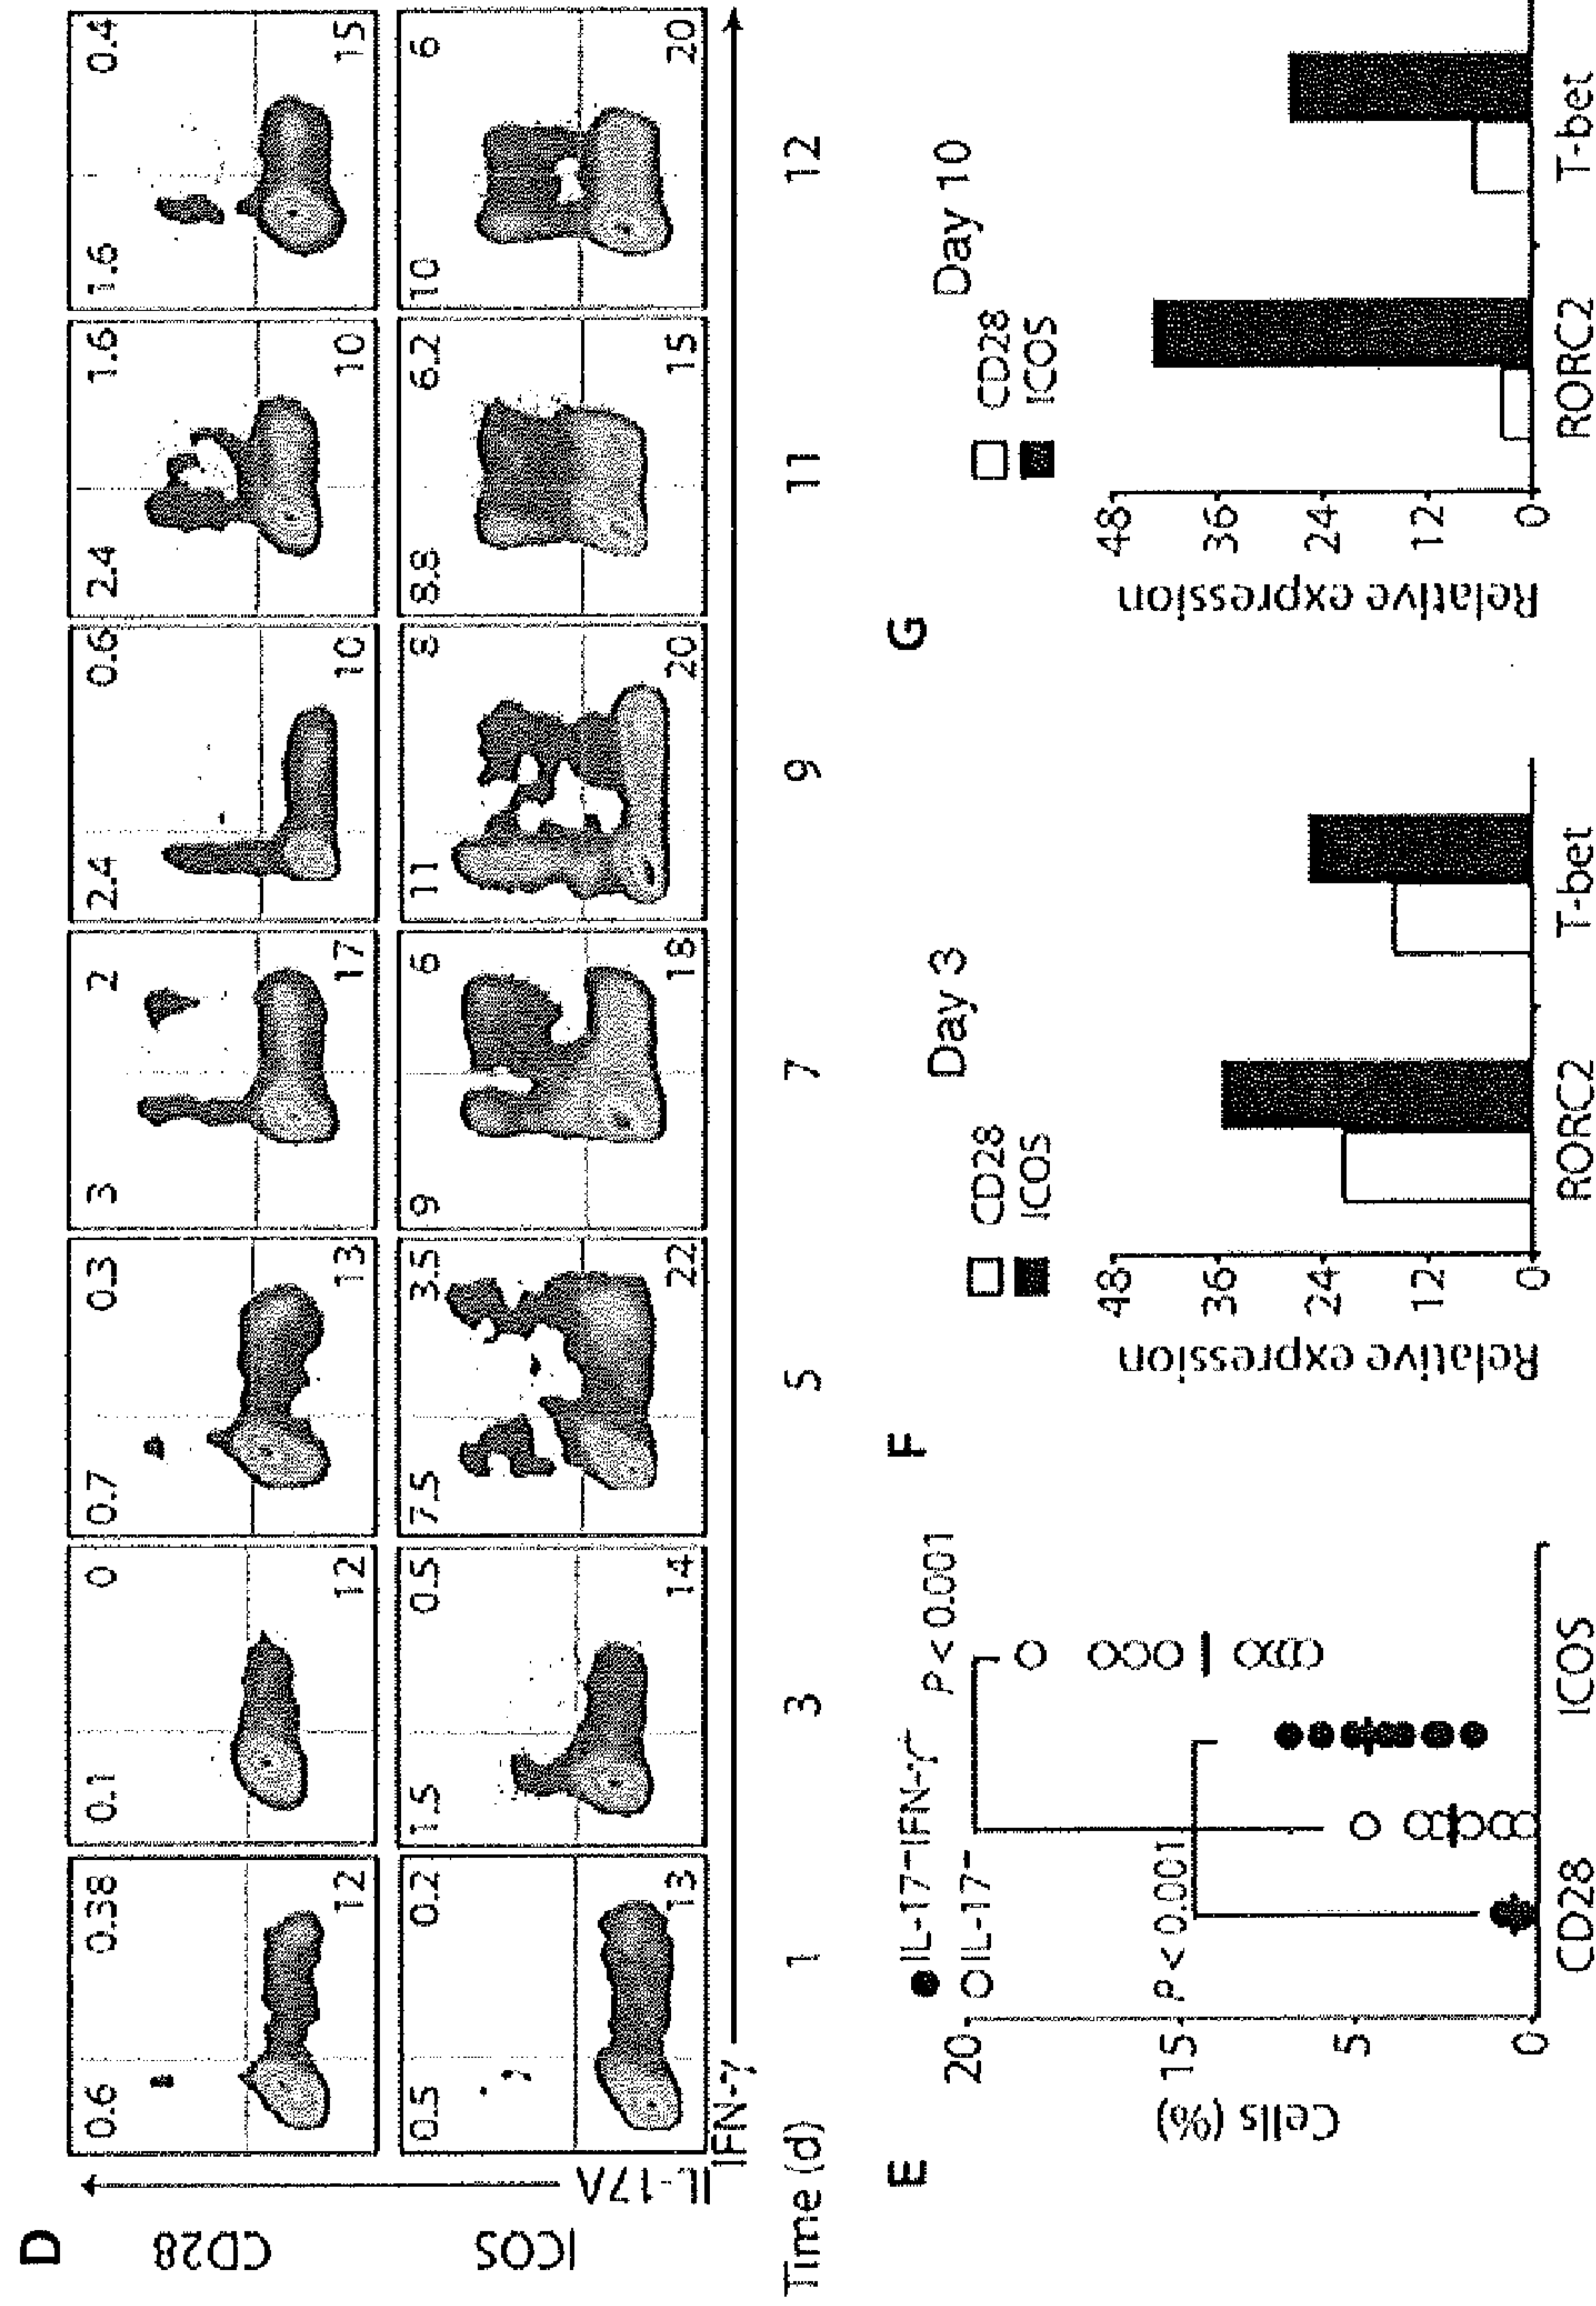 D
CD28
0.6 0.38
12
0.1 0
12
0.7 0.3
13
3 2
17
2.4 0.6
10
2.4 1.6
10
1.6 0.4
15
ICOS
0.5 0.2
13
1.5 0.5
14
7.5 3.5
22
9 6
18
11 8
20
8.8 6.2
15
10 6
20
IL-17A
IFN-γ
Time (d) 1 3 5 7 9 11 12
E
●IL-17⁻IFN-γ⁻
○IL-17⁻
P < 0.001
P < 0.001
Cells (%)
20
15
5
0
CD28 ICOS
F
Day 3
CD28
ICOS
Relative expression
48
36
24
12
0
RORC2 T-bet
G
Day 10
CD28
ICOS
Relative expression
48
36
24
12
0
RORC2 T-bet